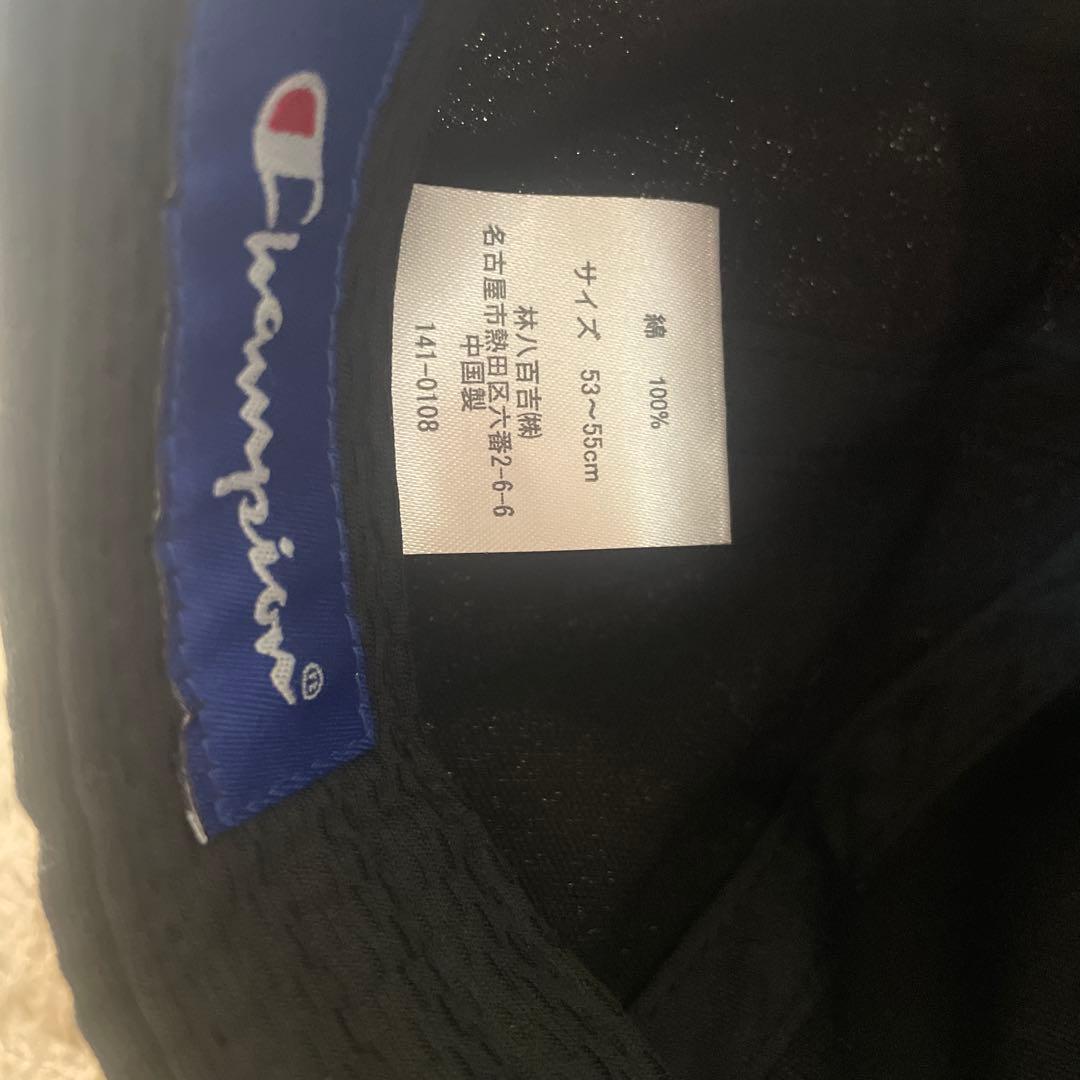 Champion
綿 100%
サイズ 53～55cm
林八百吉㈱
名古屋市熱田区六番2-6-6
中国製
141-0108